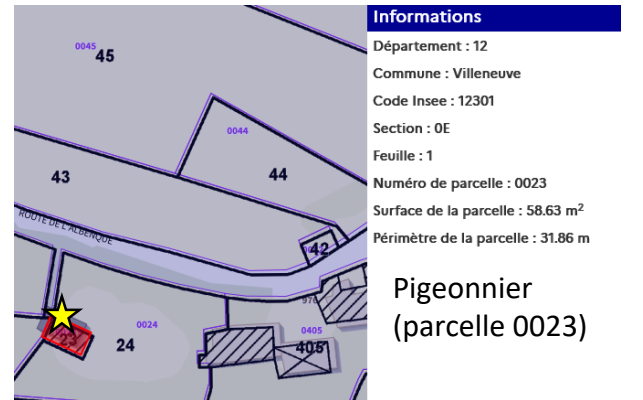 Informations
Département : 12
Commune : Villeneuve
Code Insee : 12301
Section : 0E
Feuille : 1
Numéro de parcelle : 0023
Surface de la parcelle : 58.63 m²
Périmètre de la parcelle : 31.86 m
Pigeonnier
(parcelle 0023)
0045
45
0044
43
44
ROUTE DE L'ALBENQUE
42
23
0024
24
0405
405